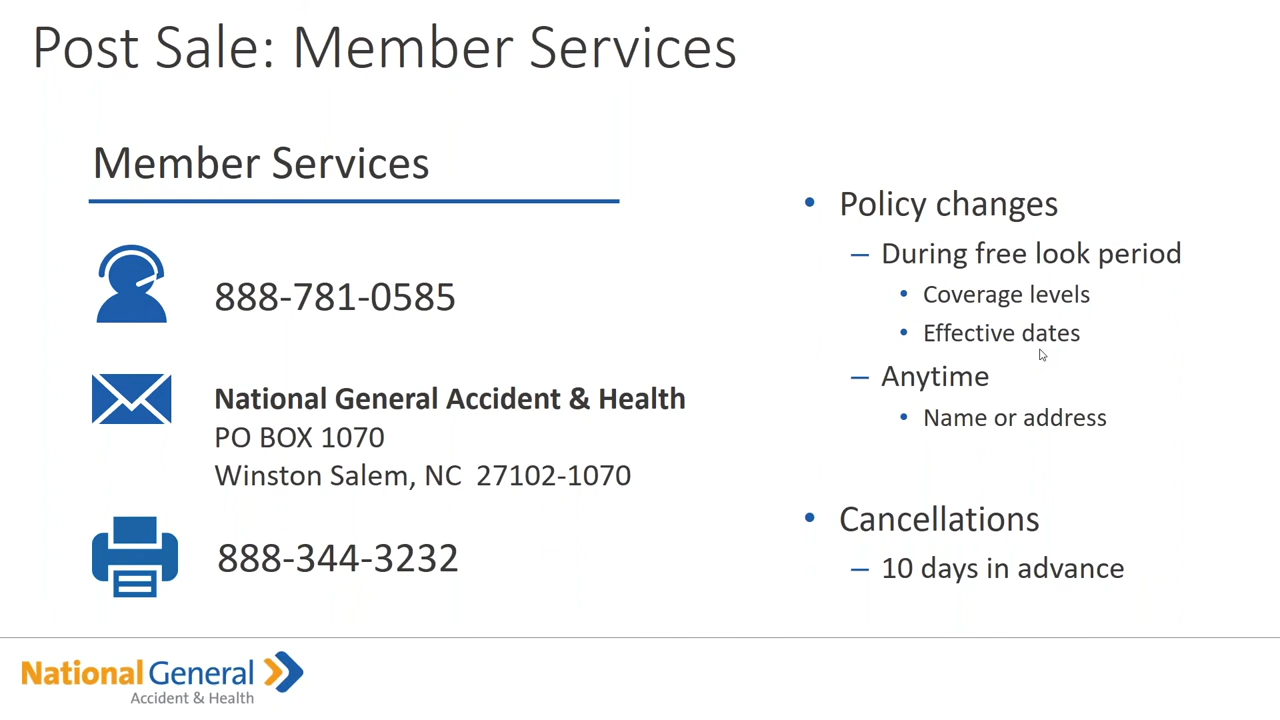 Post Sale: Member Services
Member Services
888-781-0585
National General Accident & Health
PO BOX 1070
Winston Salem, NC 27102-1070
888-344-3232
• Policy changes
– During free look period
• Coverage levels
• Effective dates
– Anytime
• Name or address
• Cancellations
– 10 days in advance
National General
Accident & Health